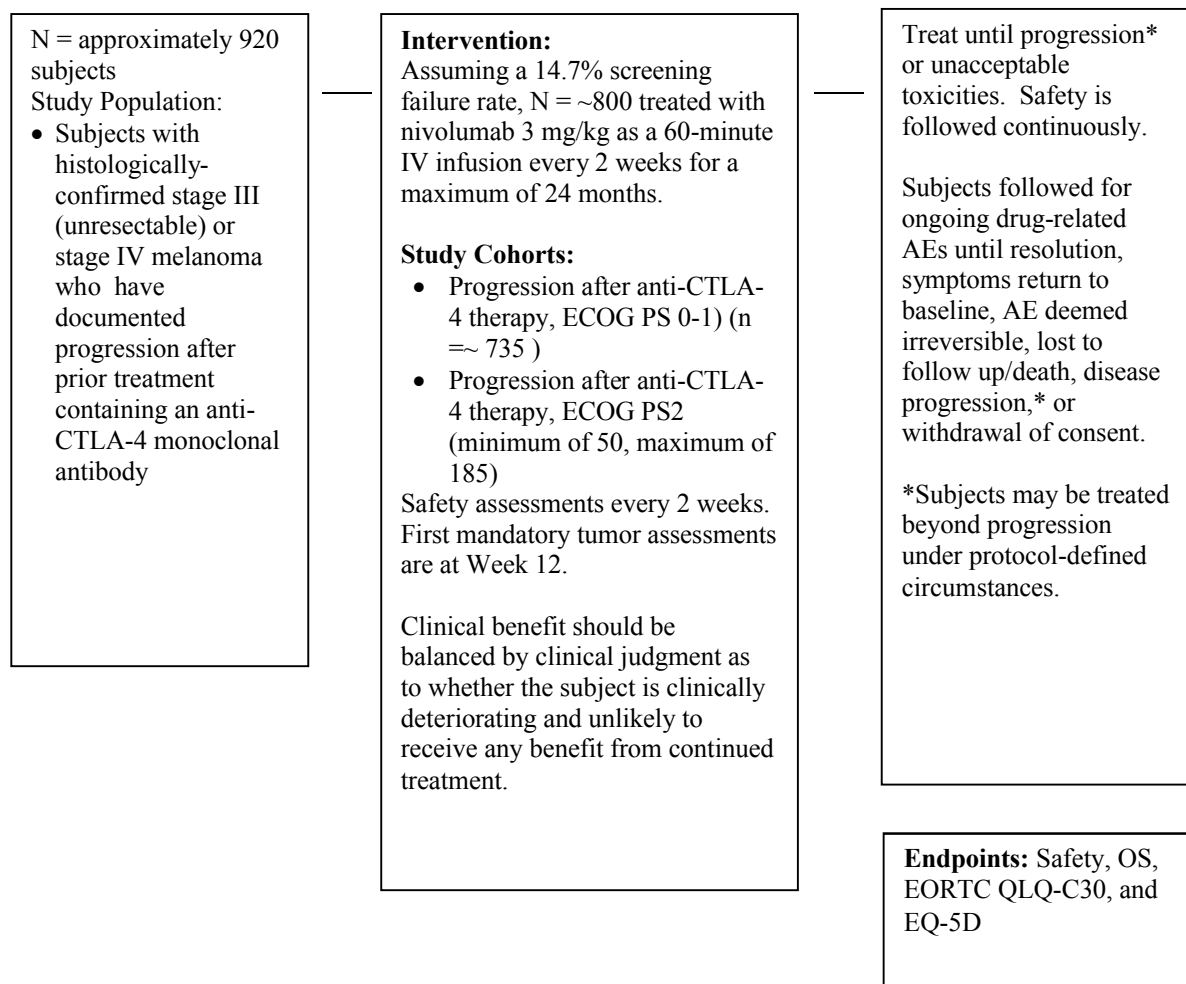 N = approximately 920
subjects
Study Population:
• Subjects with
histologically-
confirmed stage III
(unresectable) or
stage IV melanoma
who  have
documented
progression after
prior treatment
containing an anti-
CTLA-4 monoclonal
antibody
Intervention:
Assuming a 14.7% screening
failure rate, N = ~800 treated with
nivolumab 3 mg/kg as a 60-minute
IV infusion every 2 weeks for a
maximum of 24 months.
Study Cohorts:
• Progression after anti-CTLA-
4 therapy, ECOG PS 0-1) (n
=~ 735 )
• Progression after anti-CTLA-
4 therapy, ECOG PS2
(minimum of 50, maximum of
185)
Safety assessments every 2 weeks.
First mandatory tumor assessments
are at Week 12.
Clinical benefit should be
balanced by clinical judgment as
to whether the subject is clinically
deteriorating and unlikely to
receive any benefit from continued
treatment.
Treat until progression*
or unacceptable
toxicities.  Safety is
followed continuously.
Subjects followed for
ongoing drug-related
AEs until resolution,
symptoms return to
baseline, AE deemed
irreversible, lost to
follow up/death, disease
progression,* or
withdrawal of consent.
*Subjects may be treated
beyond progression
under protocol-defined
circumstances.
Endpoints: Safety, OS,
EORTC QLQ-C30, and
EQ-5D